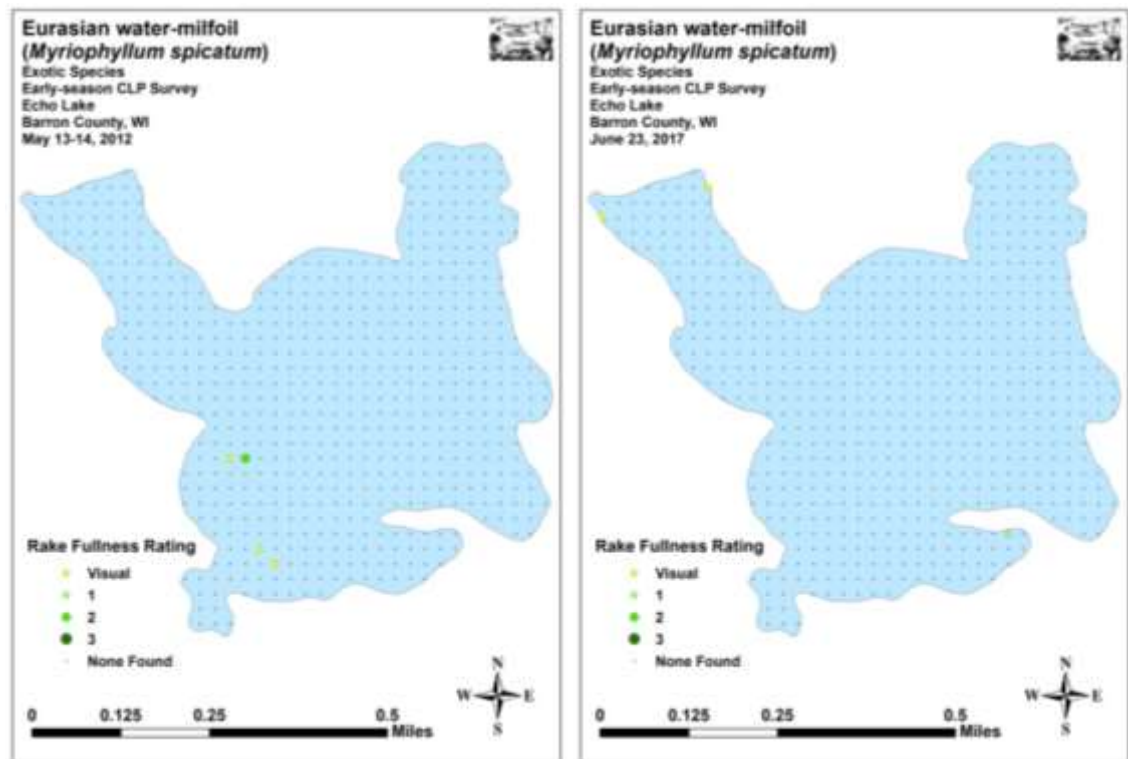 Eurasian water-milfoil
(Myriophyllum spicatum)
Exotic Species
Early-season CLP Survey
Echo Lake
Barron County, WI
May 13-14, 2012
Rake Fullness Rating
Visual
1
2
3
None Found
N
W E
S
0 0.125 0.25 0.5
Miles
Eurasian water-milfoil
(Myriophyllum spicatum)
Exotic Species
Early-season CLP Survey
Echo Lake
Barron County, WI
June 23, 2017
Rake Fullness Rating
Visual
1
2
3
None Found
N
W E
S
0 0.125 0.25 0.5
Miles